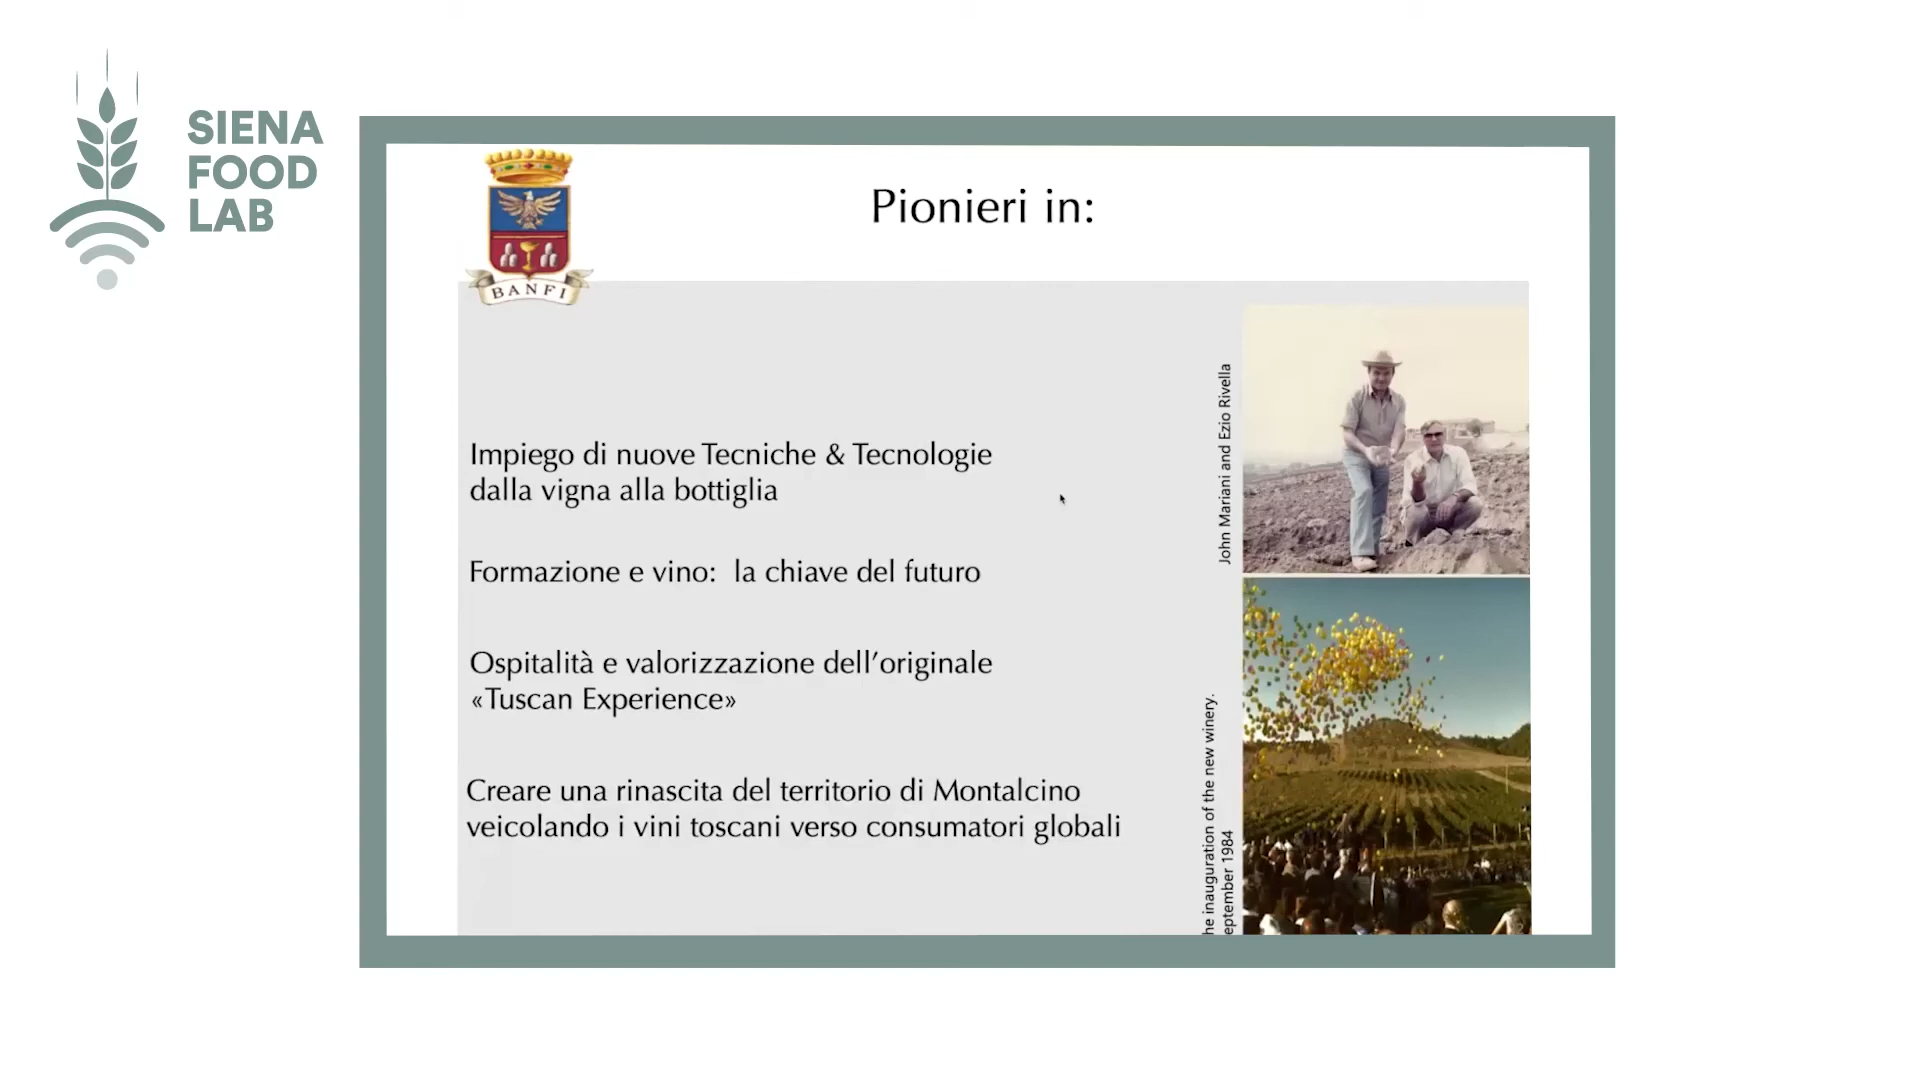 SIENA
FOOD
LAB
BANFI
Pionieri in:
Impiego di nuove Tecniche & Tecnologie
dalla vigna alla bottiglia
Formazione e vino:  la chiave del futuro
Ospitalità e valorizzazione dell’originale
«Tuscan Experience»
Creare una rinascita del territorio di Montalcino
veicolando i vini toscani verso consumatori globali
John Mariani and Ezio Rivella
he inauguration of the new winery.
eptember 1984